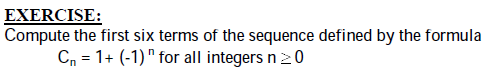 EXERCISE:
Compute the first six terms of the sequence defined by the formula
Cₙ = 1+ (-1) ⁿ for all integers n ≥ 0